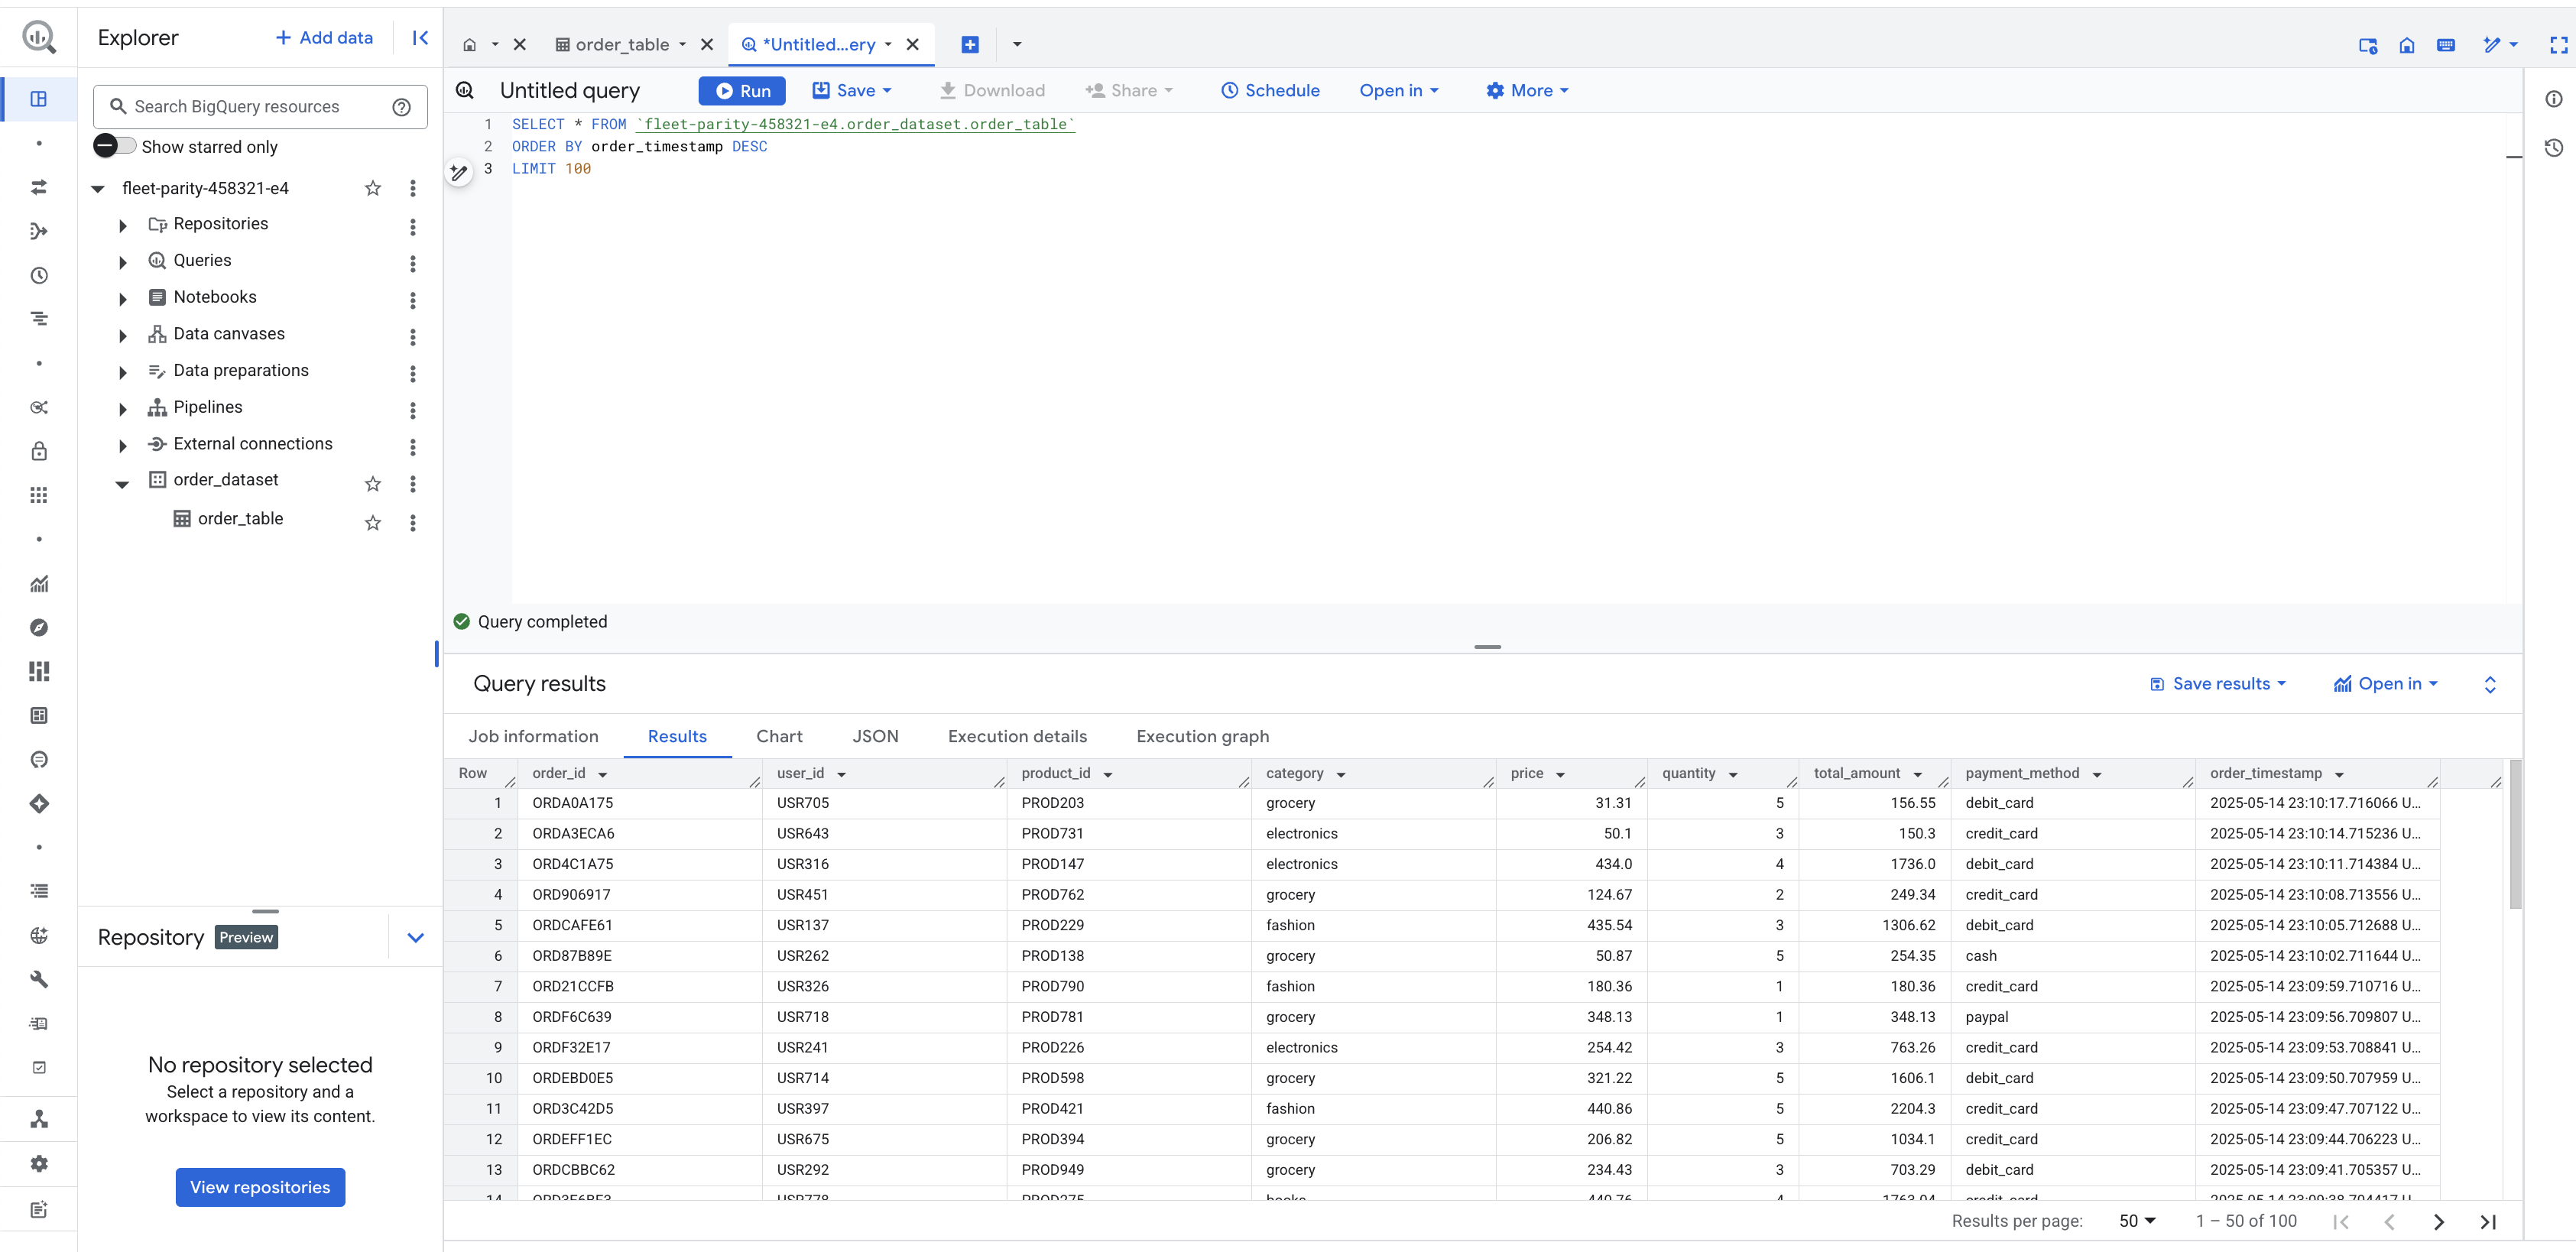 Explorer
+ Add data
Search BigQuery resources
Show starred only
fleet-parity-458321-e4
Repositories
Queries
Notebooks
Data canvases
Data preparations
Pipelines
External connections
order_dataset
order_table
Repository Preview
No repository selected
Select a repository and a
workspace to view its content.
View repositories
order_table
*Untitled...ery
Untitled query
Run
Save
Download
Share
Schedule
Open in
More
1 SELECT * FROM `fleet-parity-458321-e4.order_dataset.order_table`
2 ORDER BY order_timestamp DESC
3 LIMIT 100
Query completed
Query results
Save results
Open in
Job information Results Chart JSON Execution details Execution graph
Row order_id user_id product_id category price quantity total_amount payment_method order_timestamp
1 ORDA0A175 USR705 PROD203 grocery 31.31 5 156.55 debit_card 2025-05-14 23:10:17.716066 U...
2 ORDA3ECA6 USR643 PROD731 electronics 50.1 3 150.3 credit_card 2025-05-14 23:10:14.715236 U...
3 ORD4C1A75 USR316 PROD147 electronics 434.0 4 1736.0 debit_card 2025-05-14 23:10:11.714384 U...
4 ORD906917 USR451 PROD762 grocery 124.67 2 249.34 credit_card 2025-05-14 23:10:08.713556 U...
5 ORDCAFE61 USR137 PROD229 fashion 435.54 3 1306.62 debit_card 2025-05-14 23:10:05.712688 U...
6 ORD87B89E USR262 PROD138 grocery 50.87 5 254.35 cash 2025-05-14 23:10:02.711644 U...
7 ORD21CCFB USR326 PROD790 fashion 180.36 1 180.36 credit_card 2025-05-14 23:09:59.710716 U...
8 ORDF6C639 USR718 PROD781 grocery 348.13 1 348.13 paypal 2025-05-14 23:09:56.709807 U...
9 ORDF32E17 USR241 PROD226 electronics 254.42 3 763.26 credit_card 2025-05-14 23:09:53.708841 U...
10 ORDEBD0E5 USR714 PROD598 grocery 321.22 5 1606.1 debit_card 2025-05-14 23:09:50.707959 U...
11 ORD3C42D5 USR397 PROD421 fashion 440.86 5 2204.3 credit_card 2025-05-14 23:09:47.707122 U...
12 ORDEFF1EC USR675 PROD394 grocery 206.82 5 1034.1 credit_card 2025-05-14 23:09:44.706223 U...
13 ORDCBBC62 USR292 PROD949 grocery 234.43 3 703.29 debit_card 2025-05-14 23:09:41.705357 U...
Results per page: 50 1 – 50 of 100